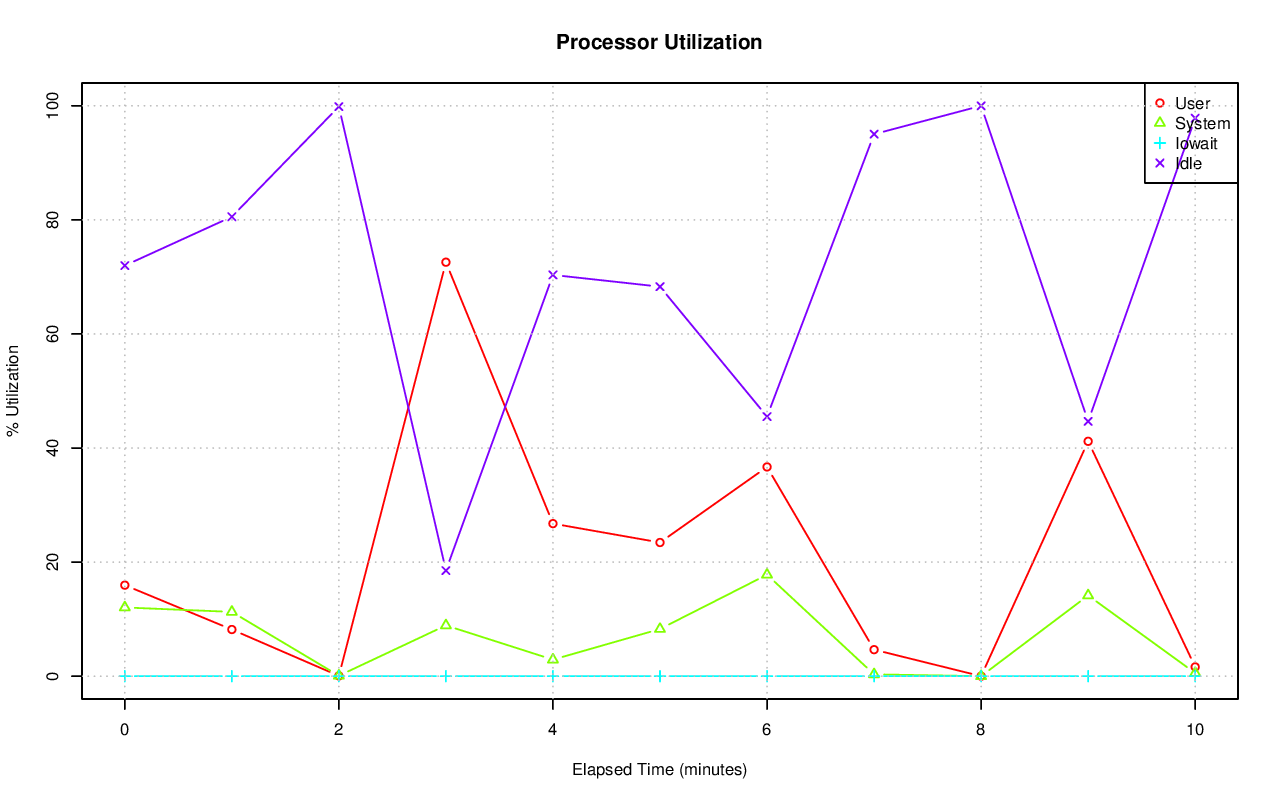 Processor Utilization
User
System
Iowait
Idle
100
80
60
40
20
0
% Utilization
0 2 4 6 8 10
Elapsed Time (minutes)